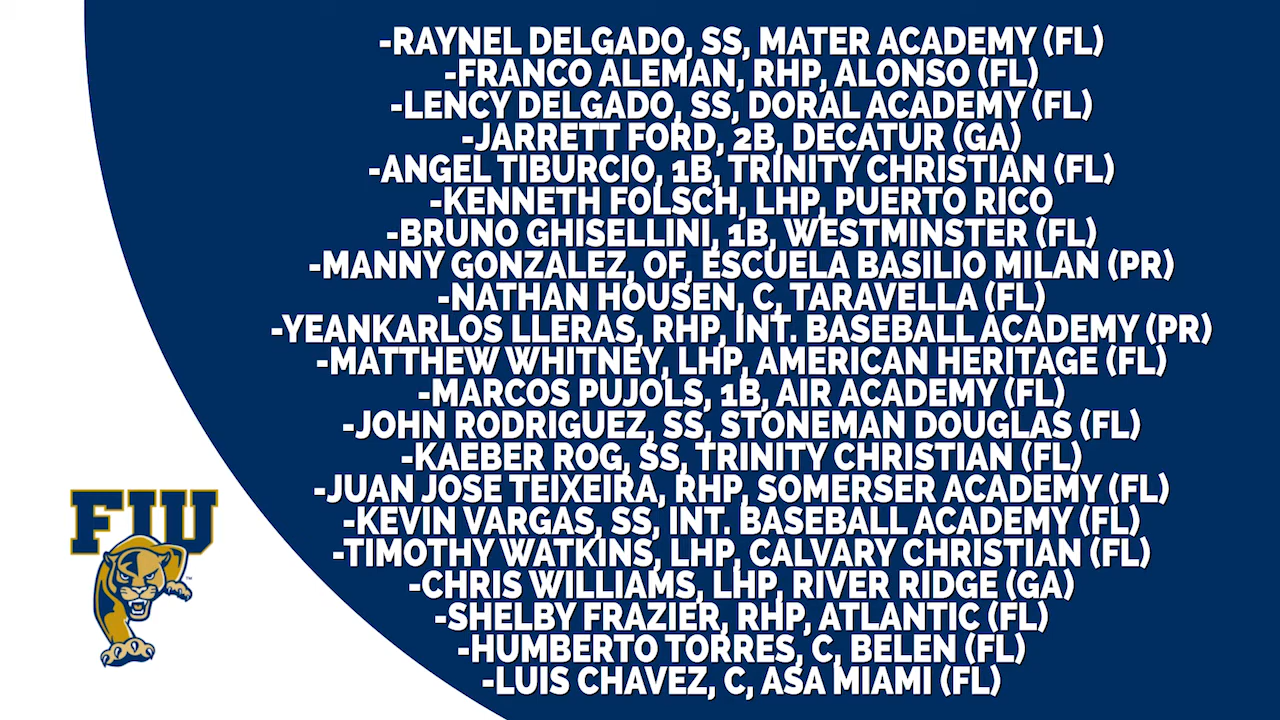 -RAYNEL DELGADO, SS, MATER ACADEMY (FL)
-FRANCO ALEMAN, RHP, ALONSO (FL)
-LENCY DELGADO, SS, DORAL ACADEMY (FL)
-JARRETT FORD, 2B, DECATUR (GA)
-ANGEL TIBURCIO, 1B, TRINITY CHRISTIAN (FL)
-KENNETH FOLSCH, LHP, PUERTO RICO
-BRUNO GHISELLINI, 1B, WESTMINSTER (FL)
-MANNY GONZALEZ, OF, ESCUELA BASILIO MILAN (PR)
-NATHAN HOUSEN, C, TARAVELLA (FL)
-YEANKARLOS LLERAS, RHP, INT. BASEBALL ACADEMY (PR)
-MATTHEW WHITNEY, LHP, AMERICAN HERITAGE (FL)
-MARCOS PUJOLS, 1B, AIR ACADEMY (FL)
-JOHN RODRIGUEZ, SS, STONEMAN DOUGLAS (FL)
-KAEBER ROG, SS, TRINITY CHRISTIAN (FL)
-JUAN JOSE TEIXEIRA, RHP, SOMERSER ACADEMY (FL)
-KEVIN VARGAS, SS, INT. BASEBALL ACADEMY (FL)
-TIMOTHY WATKINS, LHP, CALVARY CHRISTIAN (FL)
-CHRIS WILLIAMS, LHP, RIVER RIDGE (GA)
-SHELBY FRAZIER, RHP, ATLANTIC (FL)
-HUMBERTO TORRES, C, BELEN (FL)
-LUIS CHAVEZ, C, ASA MIAMI (FL)
FIU
TM